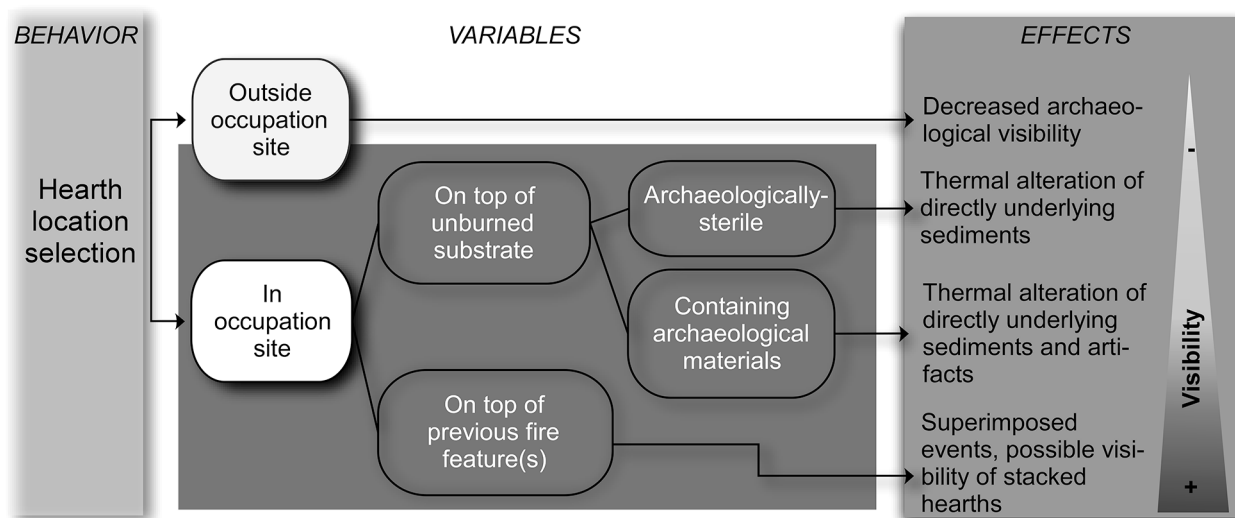 BEHAVIOR
VARIABLES
EFFECTS
Hearth
location
selection
Outside
occupation
site
In
occupation
site
On top of
unburned
substrate
On top of
previous fire
feature(s)
Archaeologically-
sterile
Containing
archaeological
materials
Decreased archaeo-
logical visibility
Thermal alteration of
directly underlying
sediments
Thermal alteration of
directly underlying
sediments and arti-
facts
Superimposed
events, possible visi-
bility of stacked
hearths
-
Visibility
+